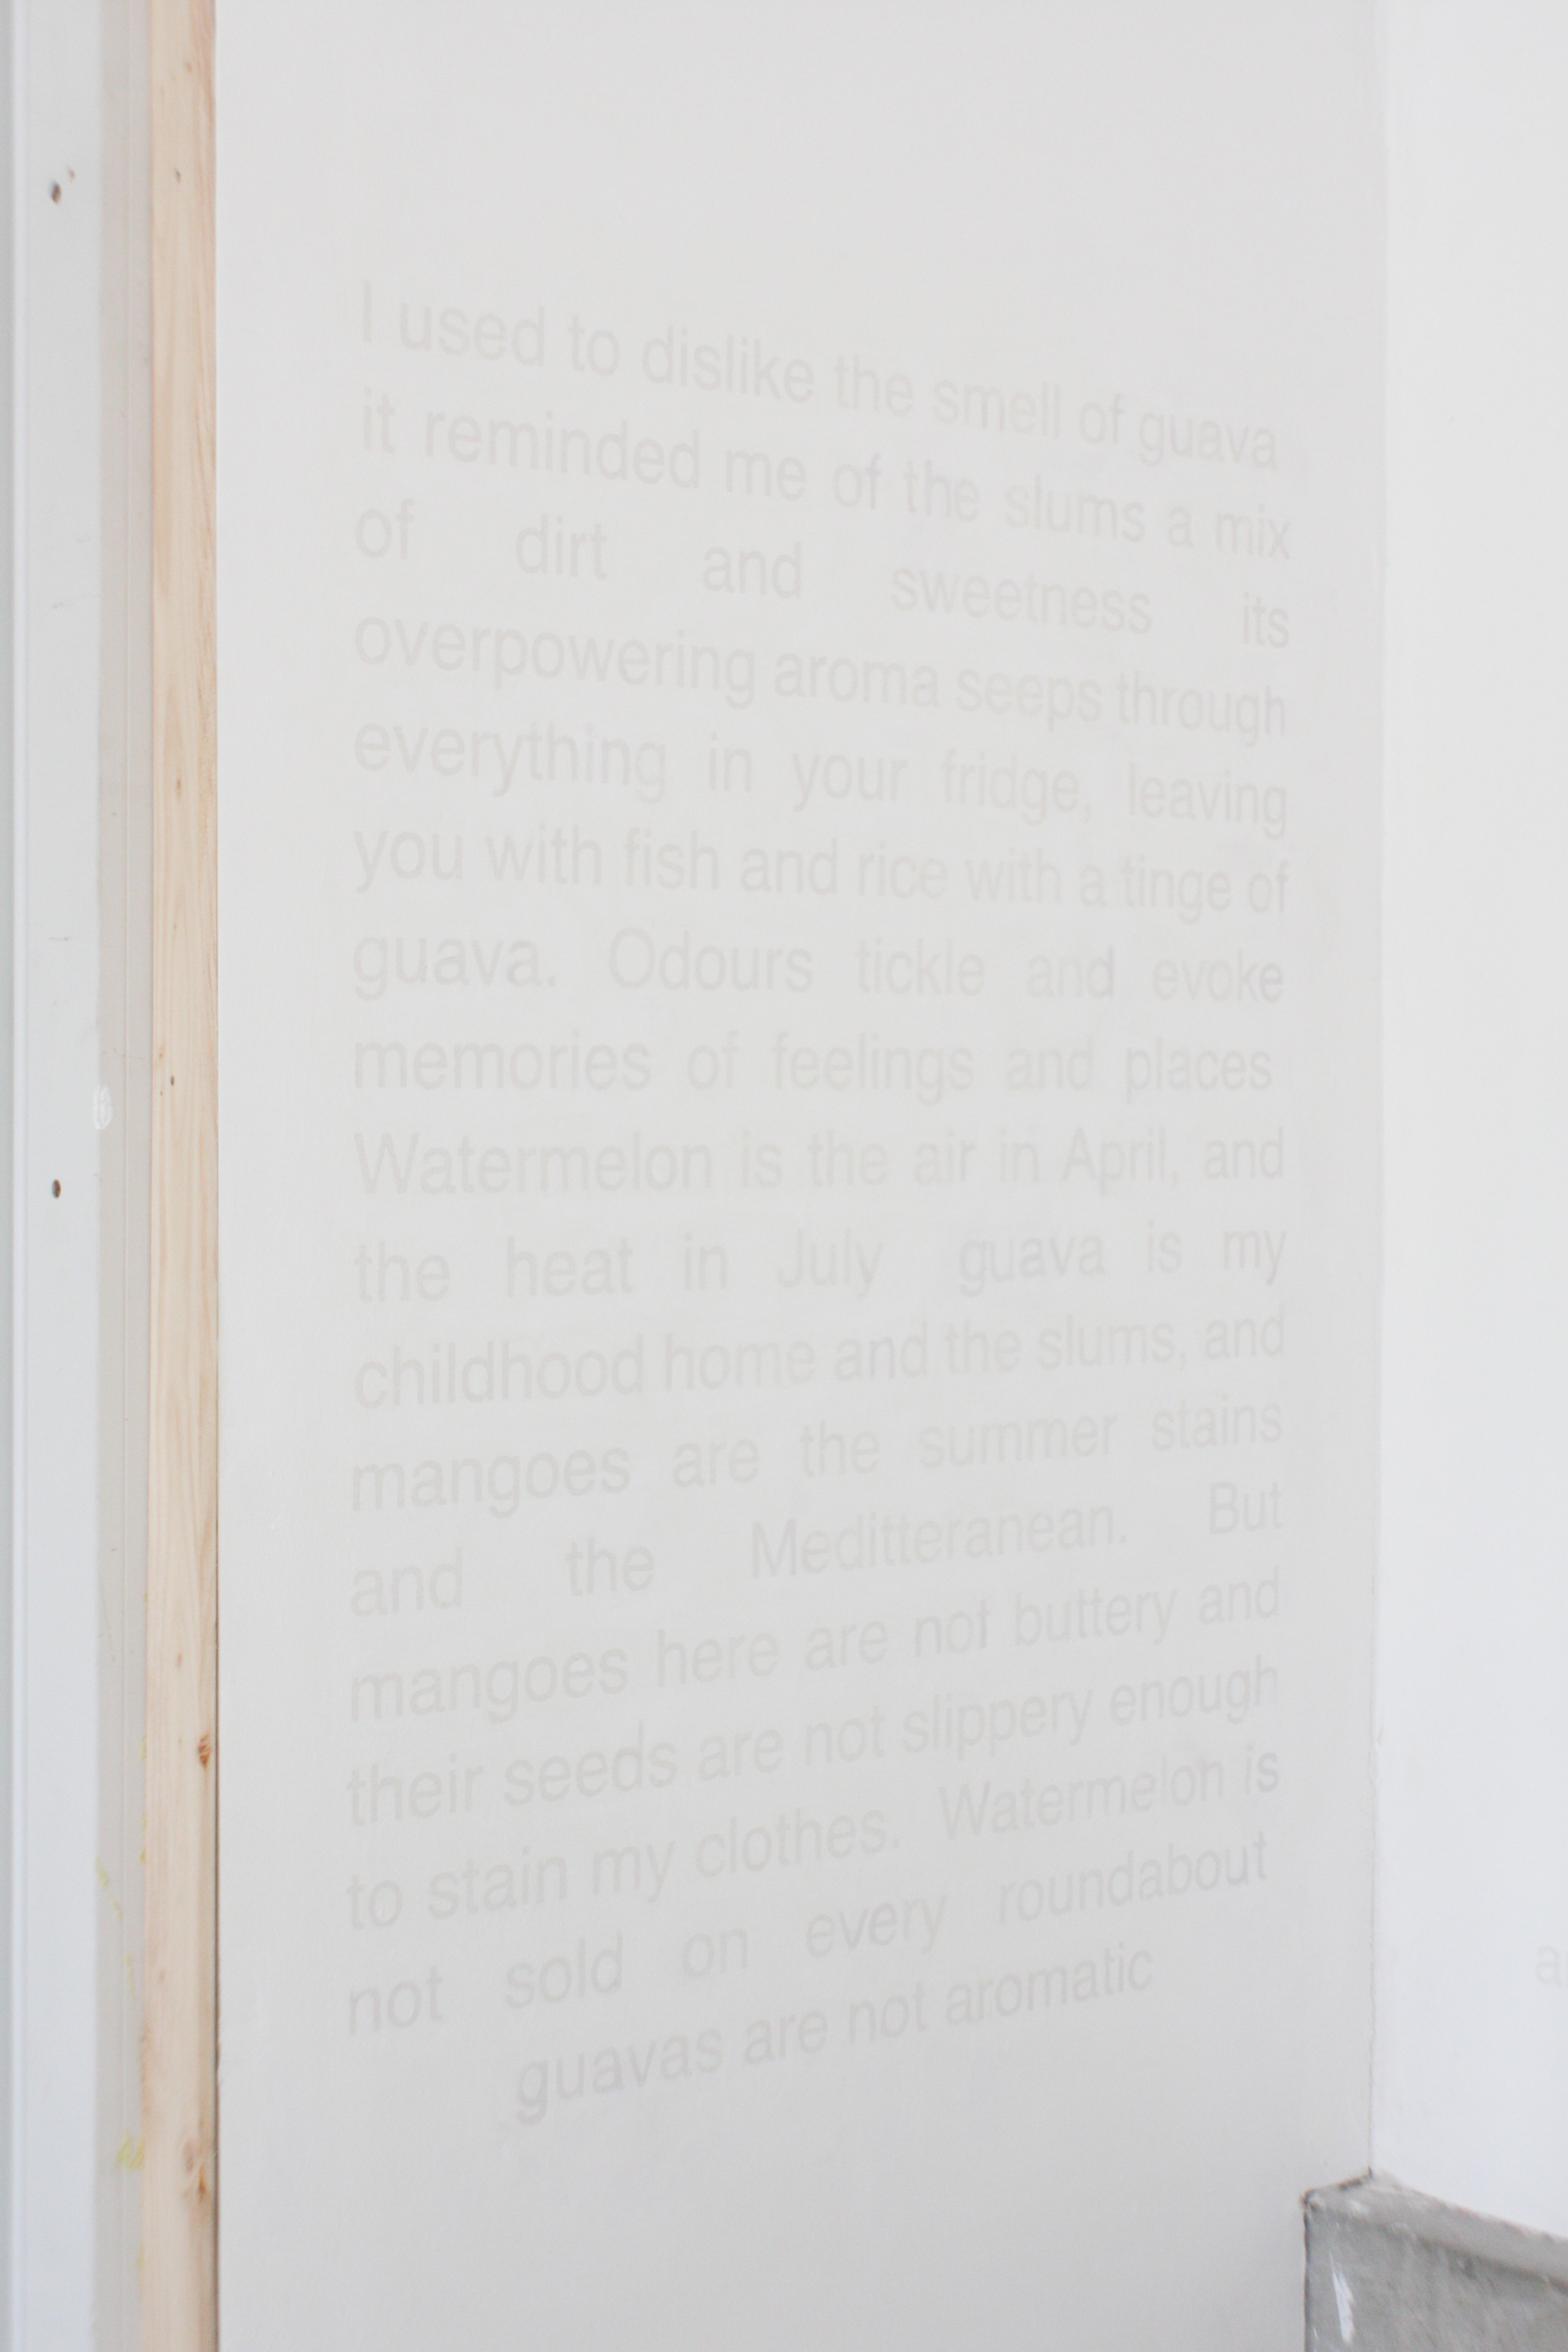 I used to dislike the smell of guava
it reminded me of the slums a mix
of dirt and sweetness its
overpowering aroma seeps through
everything in your fridge, leaving
you with fish and rice with a tinge of
guava. Odours tickle and evoke
memories of feelings and places
Watermelon is the air in April, and
the heat in July guava is my
childhood home and the slums, and
mangoes are the summer stains
and the Meditteranean. But
mangoes here are not buttery and
their seeds are not slippery enough
to stain my clothes. Watermelon is
not sold on every roundabout
guavas are not aromatic